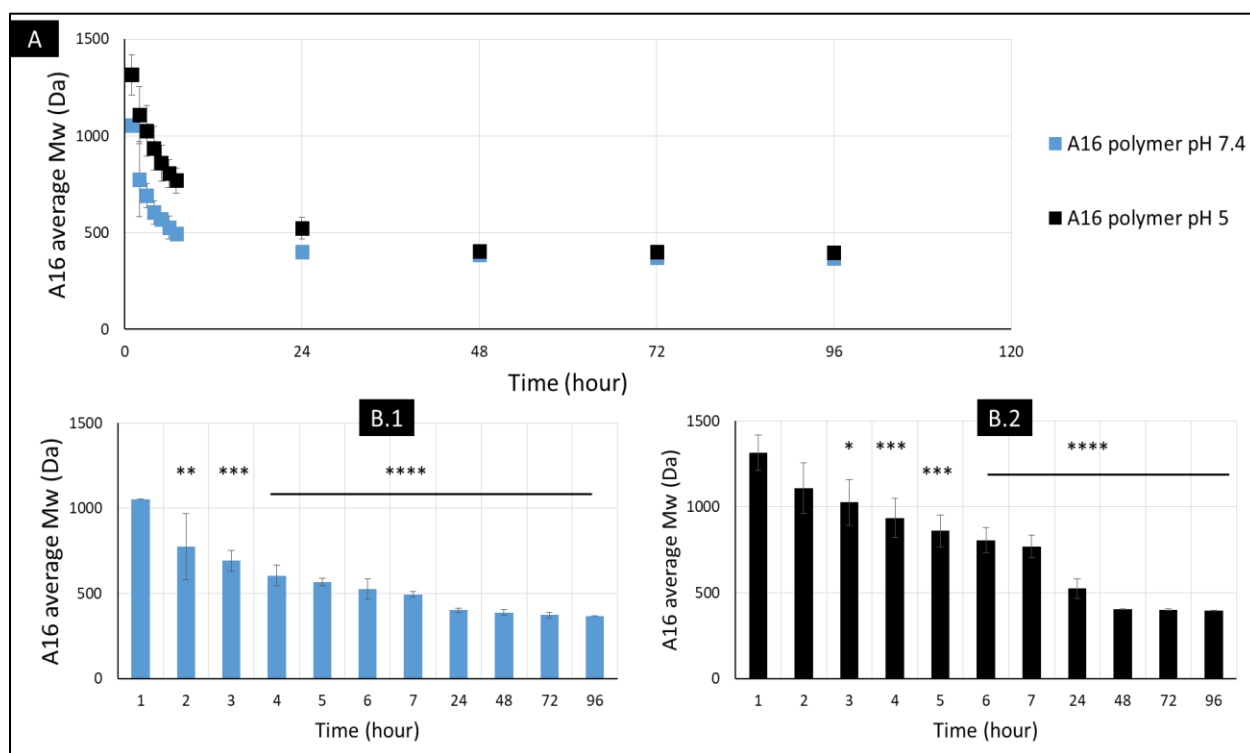 A
1500
1000
500
0
A16 average Mw (Da)
0 24 48 72 96 120
Time (hour)
A16 polymer pH 7.4
A16 polymer pH 5
B.1
1500
1000
500
0
A16 average Mw (Da)
** *** ****
1 2 3 4 5 6 7 24 48 72 96
Time (hour)
B.2
1500
1000
500
0
A16 average Mw (Da)
* *** *** ****
1 2 3 4 5 6 7 24 48 72 96
Time (hour)